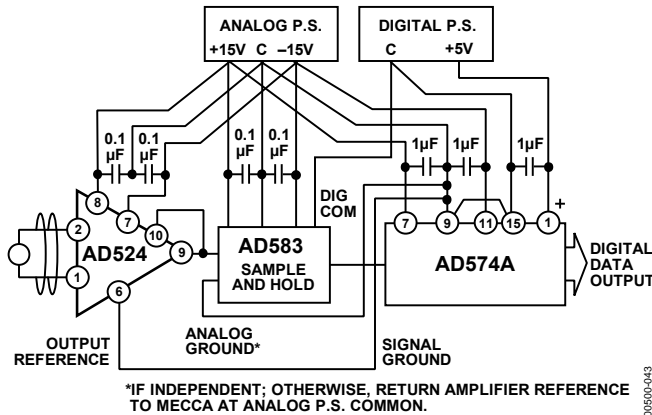 ANALOG P.S.
+15V C –15V
DIGITAL P.S.
C +5V
0.1
µF
0.1
µF
0.1
µF
0.1
µF
1µF
1µF
1µF
DIG
COM
+
8
7
10
9
2
1
6
AD524
AD583
SAMPLE
AND HOLD
7
9
11
15
1
AD574A
DIGITAL
DATA
OUTPUT
OUTPUT
REFERENCE
ANALOG
GROUND*
SIGNAL
GROUND
*IF INDEPENDENT; OTHERWISE, RETURN AMPLIFIER REFERENCE
TO MECCA AT ANALOG P.S. COMMON.
00500-043